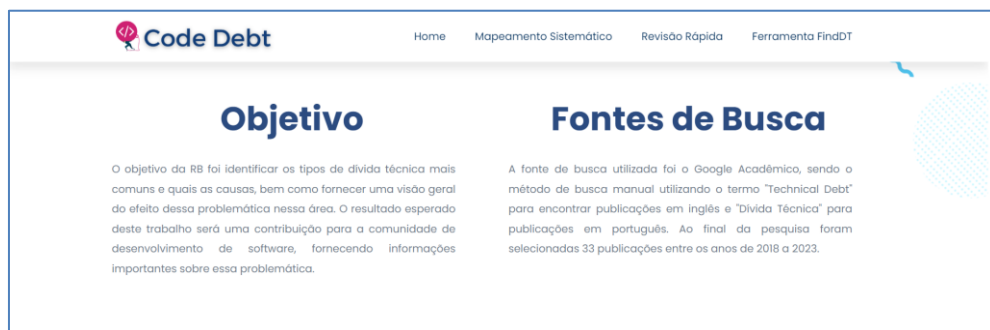 Code Debt
Home Mapeamento Sistemático Revisão Rápida Ferramenta FindDT
Objetivo
O objetivo da RB foi identificar os tipos de dívida técnica mais
comuns e quais as causas, bem como fornecer uma visão geral
do efeito dessa problemática nessa área. O resultado esperado
deste trabalho será uma contribuição para a comunidade de
desenvolvimento de software, fornecendo informações
importantes sobre essa problemática.
Fontes de Busca
A fonte de busca utilizada foi o Google Acadêmico, sendo o
método de busca manual utilizando o termo "Technical Debt"
para encontrar publicações em inglês e "Dívida Técnica" para
publicações em português. Ao final da pesquisa foram
selecionadas 33 publicações entre os anos de 2018 a 2023.